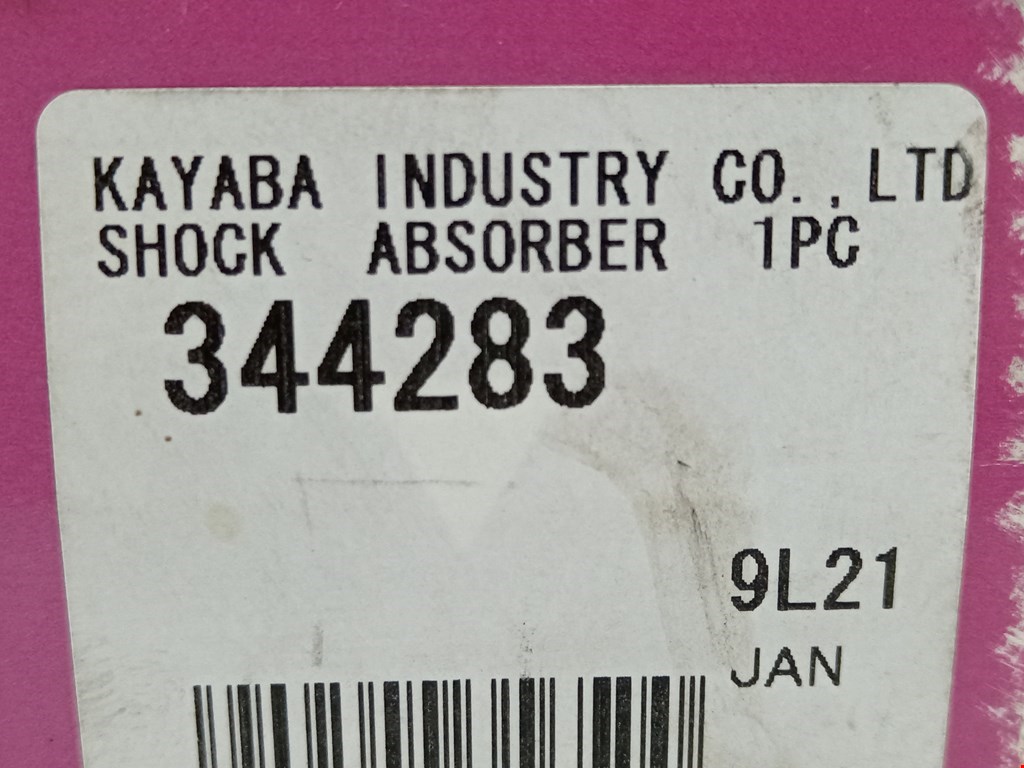 KAYABA INDUSTRY CO.,LTD
SHOCK ABSORBER 1PC
344283
9L21
JAN